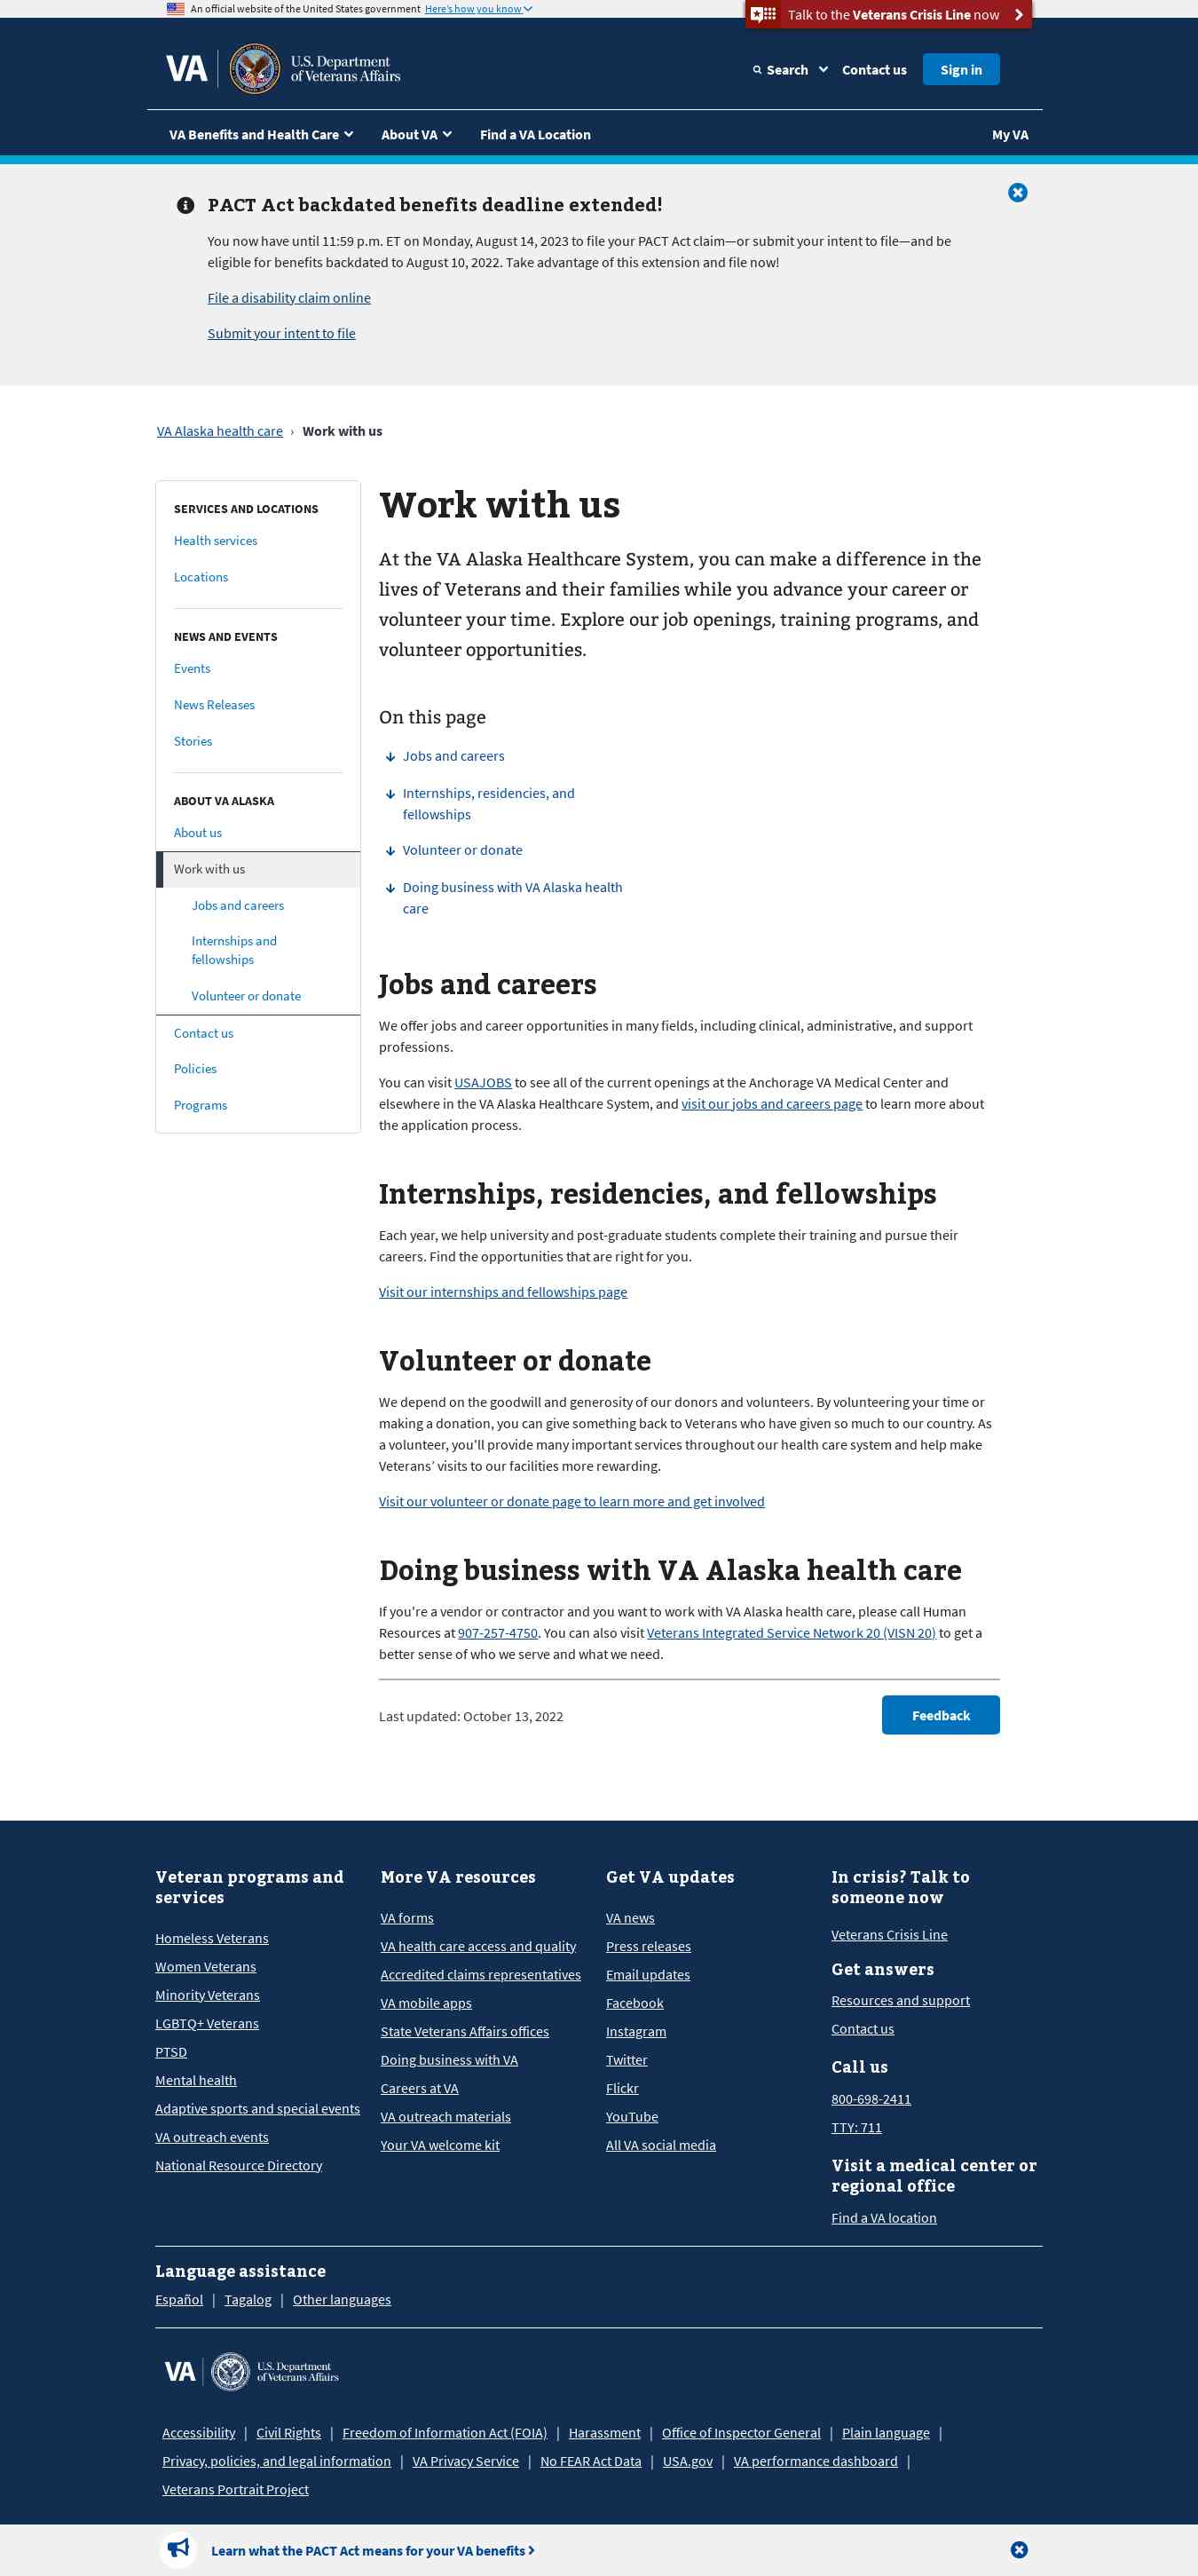 An official website of the United States government Here's how you know
Talk to the Veterans Crisis Line now
VA
U.S. Department
of Veterans Affairs
Search
Contact us
Sign in
VA Benefits and Health Care
About VA
Find a VA Location
My VA
PACT Act backdated benefits deadline extended!
You now have until 11:59 p.m. ET on Monday, August 14, 2023 to file your PACT Act claim—or submit your intent to file—and be
eligible for benefits backdated to August 10, 2022. Take advantage of this extension and file now!
File a disability claim online
Submit your intent to file
VA Alaska health care › Work with us
SERVICES AND LOCATIONS
Health services
Locations
NEWS AND EVENTS
Events
News Releases
Stories
ABOUT VA ALASKA
About us
Work with us
Jobs and careers
Internships and
fellowships
Volunteer or donate
Contact us
Policies
Programs
Work with us
At the VA Alaska Healthcare System, you can make a difference in the
lives of Veterans and their families while you advance your career or
volunteer your time. Explore our job openings, training programs, and
volunteer opportunities.
On this page
Jobs and careers
Internships, residencies, and
fellowships
Volunteer or donate
Doing business with VA Alaska health
care
Jobs and careers
We offer jobs and career opportunities in many fields, including clinical, administrative, and support
professions.
You can visit USAJOBS to see all of the current openings at the Anchorage VA Medical Center and
elsewhere in the VA Alaska Healthcare System, and visit our jobs and careers page to learn more about
the application process.
Internships, residencies, and fellowships
Each year, we help university and post-graduate students complete their training and pursue their
careers. Find the opportunities that are right for you.
Visit our internships and fellowships page
Volunteer or donate
We depend on the goodwill and generosity of our donors and volunteers. By volunteering your time or
making a donation, you can give something back to Veterans who have given so much to our country. As
a volunteer, you'll provide many important services throughout our health care system and help make
Veterans' visits to our facilities more rewarding.
Visit our volunteer or donate page to learn more and get involved
Doing business with VA Alaska health care
If you're a vendor or contractor and you want to work with VA Alaska health care, please call Human
Resources at 907-257-4750. You can also visit Veterans Integrated Service Network 20 (VISN 20) to get a
better sense of who we serve and what we need.
Last updated: October 13, 2022
Feedback
Veteran programs and
services
Homeless Veterans
Women Veterans
Minority Veterans
LGBTQ+ Veterans
PTSD
Mental health
Adaptive sports and special events
VA outreach events
National Resource Directory
More VA resources
VA forms
VA health care access and quality
Accredited claims representatives
VA mobile apps
State Veterans Affairs offices
Doing business with VA
Careers at VA
VA outreach materials
Your VA welcome kit
Get VA updates
VA news
Press releases
Email updates
Facebook
Instagram
Twitter
Flickr
YouTube
All VA social media
In crisis? Talk to
someone now
Veterans Crisis Line
Get answers
Resources and support
Contact us
Call us
800-698-2411
TTY: 711
Visit a medical center or
regional office
Find a VA location
Language assistance
Español | Tagalog | Other languages
VA
U.S. Department
of Veterans Affairs
Accessibility | Civil Rights | Freedom of Information Act (FOIA) | Harassment | Office of Inspector General | Plain language |
Privacy, policies, and legal information | VA Privacy Service | No FEAR Act Data | USA.gov | VA performance dashboard |
Veterans Portrait Project
Learn what the PACT Act means for your VA benefits